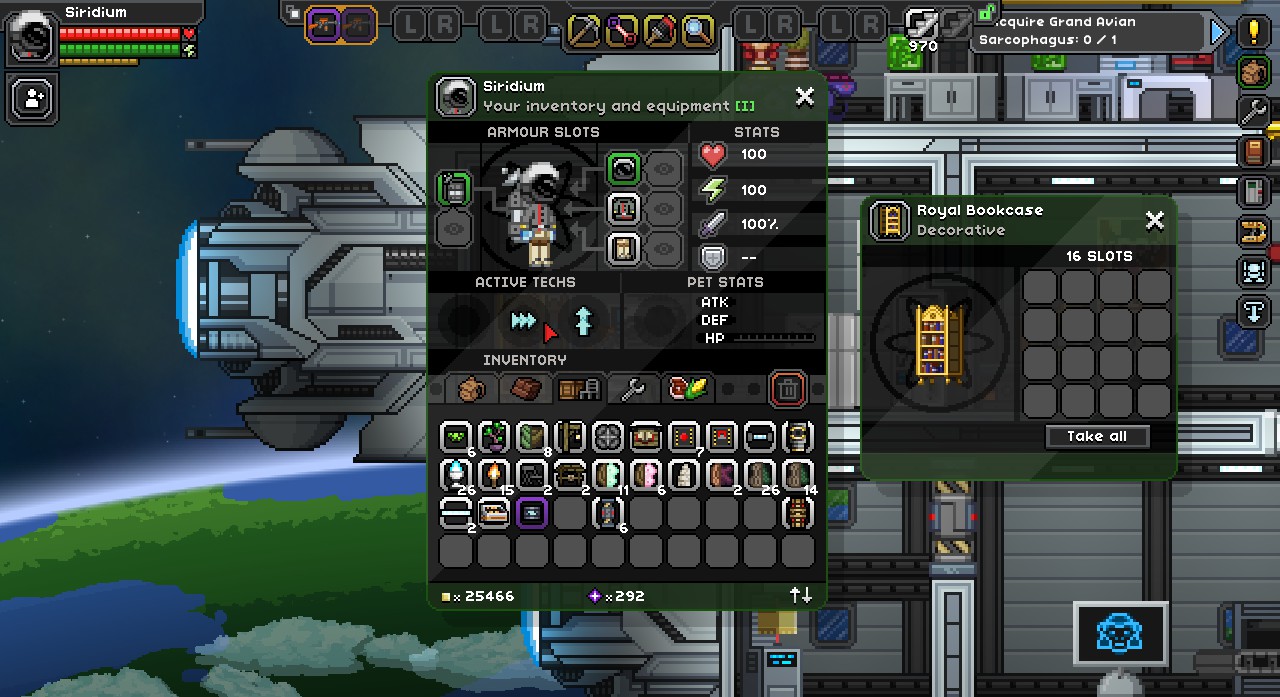 Siridium
L R
L R
L R
L R
970
cquire Grand Avian
Sarcophagus: 0 / 1
Siridium
Your inventory and equipment [I]
ARMOUR SLOTS
STATS
100
100
100%
--
ACTIVE TECHS
PET STATS
ATK
DEF
HP
INVENTORY
6
8
7
26
15
2
2
11
6
2
26
14
2
6
x 25466
x292
Royal Bookcase
Decorative
16 SLOTS
Take all